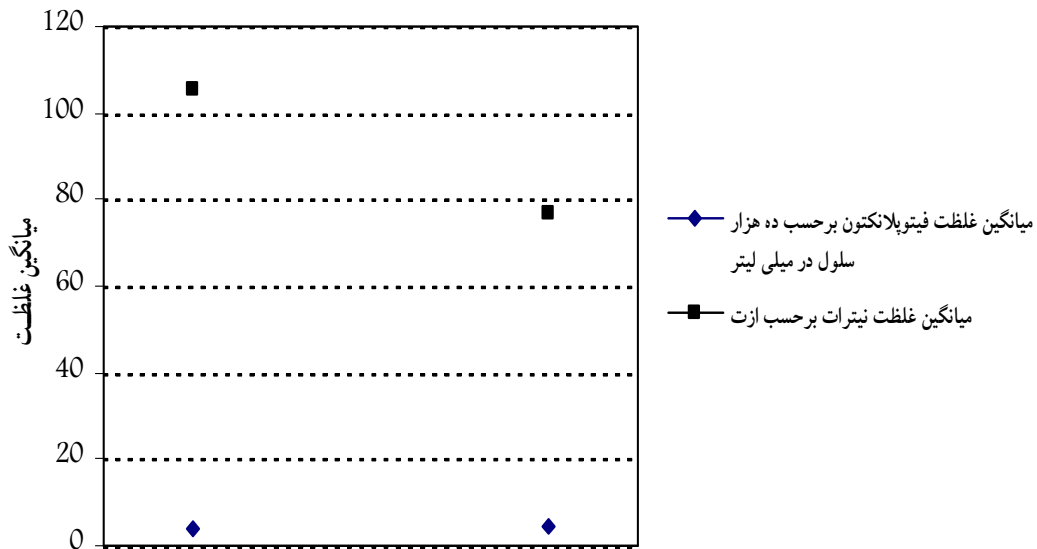 120
100
80
60
40
20
0
میانگین غلظت
میانگین غلظت فیتوپلانکتون برحسب ده هزار
سلول در میلی لیتر
میانگین غلظت نیترات برحسب ازت